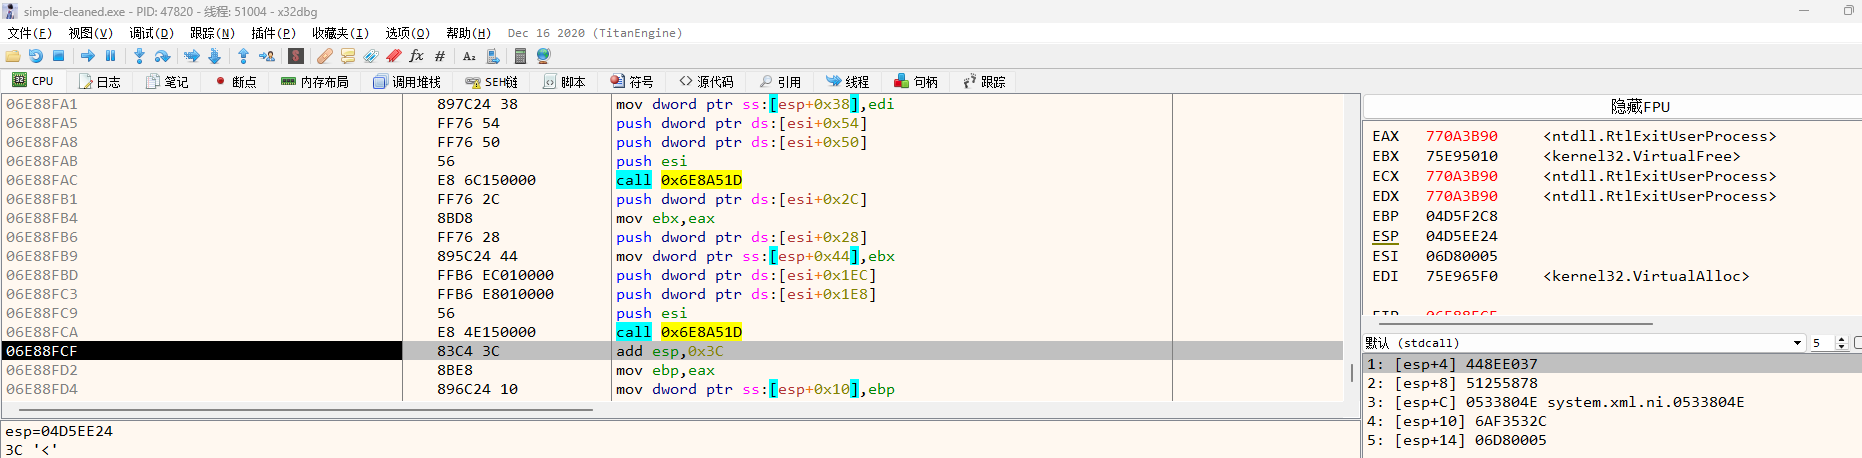 simple-cleaned.exe - PID: 47820 - 线程: 51004 - x32dbg
文件(F) 视图(V) 调试(D) 跟踪(N) 插件(P) 收藏夹(I) 选项(O) 帮助(H) Dec 16 2020 (TitanEngine)
CPU 日志 笔记 断点 内存布局 调用堆栈 SEH链 脚本 符号 源代码 引用 线程 句柄 跟踪
06E88FA1 897C24 38 mov dword ptr ss:[esp+0x38],edi
06E88FA5 FF76 54 push dword ptr ds:[esi+0x54]
06E88FA8 FF76 50 push dword ptr ds:[esi+0x50]
06E88FAB 56 push esi
06E88FAC E8 6C150000 call 0x6E8A51D
06E88FB1 FF76 2C push dword ptr ds:[esi+0x2C]
06E88FB4 8BD8 mov ebx,eax
06E88FB6 FF76 28 push dword ptr ds:[esi+0x28]
06E88FB9 895C24 44 mov dword ptr ss:[esp+0x44],ebx
06E88FBD FFB6 EC010000 push dword ptr ds:[esi+0x1EC]
06E88FC3 FFB6 E8010000 push dword ptr ds:[esi+0x1E8]
06E88FC9 56 push esi
06E88FCA E8 4E150000 call 0x6E8A51D
06E88FCF 83C4 3C add esp,0x3C
06E88FD2 8BE8 mov ebp,eax
06E88FD4 896C24 10 mov dword ptr ss:[esp+0x10],ebp
esp=04D5EE24
3C '<'
隐藏FPU
EAX 770A3B90 <ntdll.RtlExitUserProcess>
EBX 75E95010 <kernel32.VirtualFree>
ECX 770A3B90 <ntdll.RtlExitUserProcess>
EDX 770A3B90 <ntdll.RtlExitUserProcess>
EBP 04D5F2C8
ESP 04D5EE24
ESI 06D80005
EDI 75E965F0 <kernel32.VirtualAlloc>
EIP 06E88FCF
默认 (stdcall) 5
1: [esp+4] 448EE037
2: [esp+8] 51255878
3: [esp+C] 0533804E system.xml.ni.0533804E
4: [esp+10] 6AF3532C
5: [esp+14] 06D80005